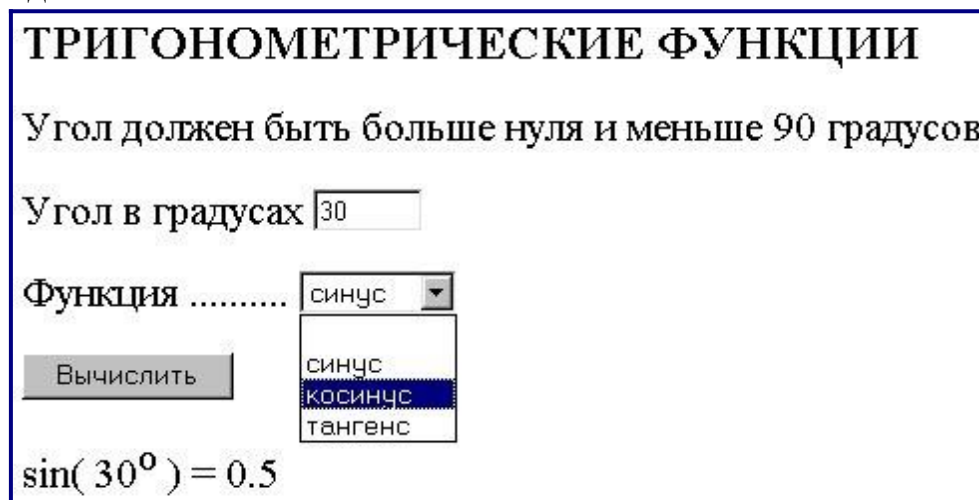 ТРИГОНОМЕТРИЧЕСКИЕ ФУНКЦИИ
Угол должен быть больше нуля и меньше 90 градусов
Угол в градусах 30
Функция .......... синус
синус
Вычислить
косинус
тангенс
sin( 30° ) = 0.5